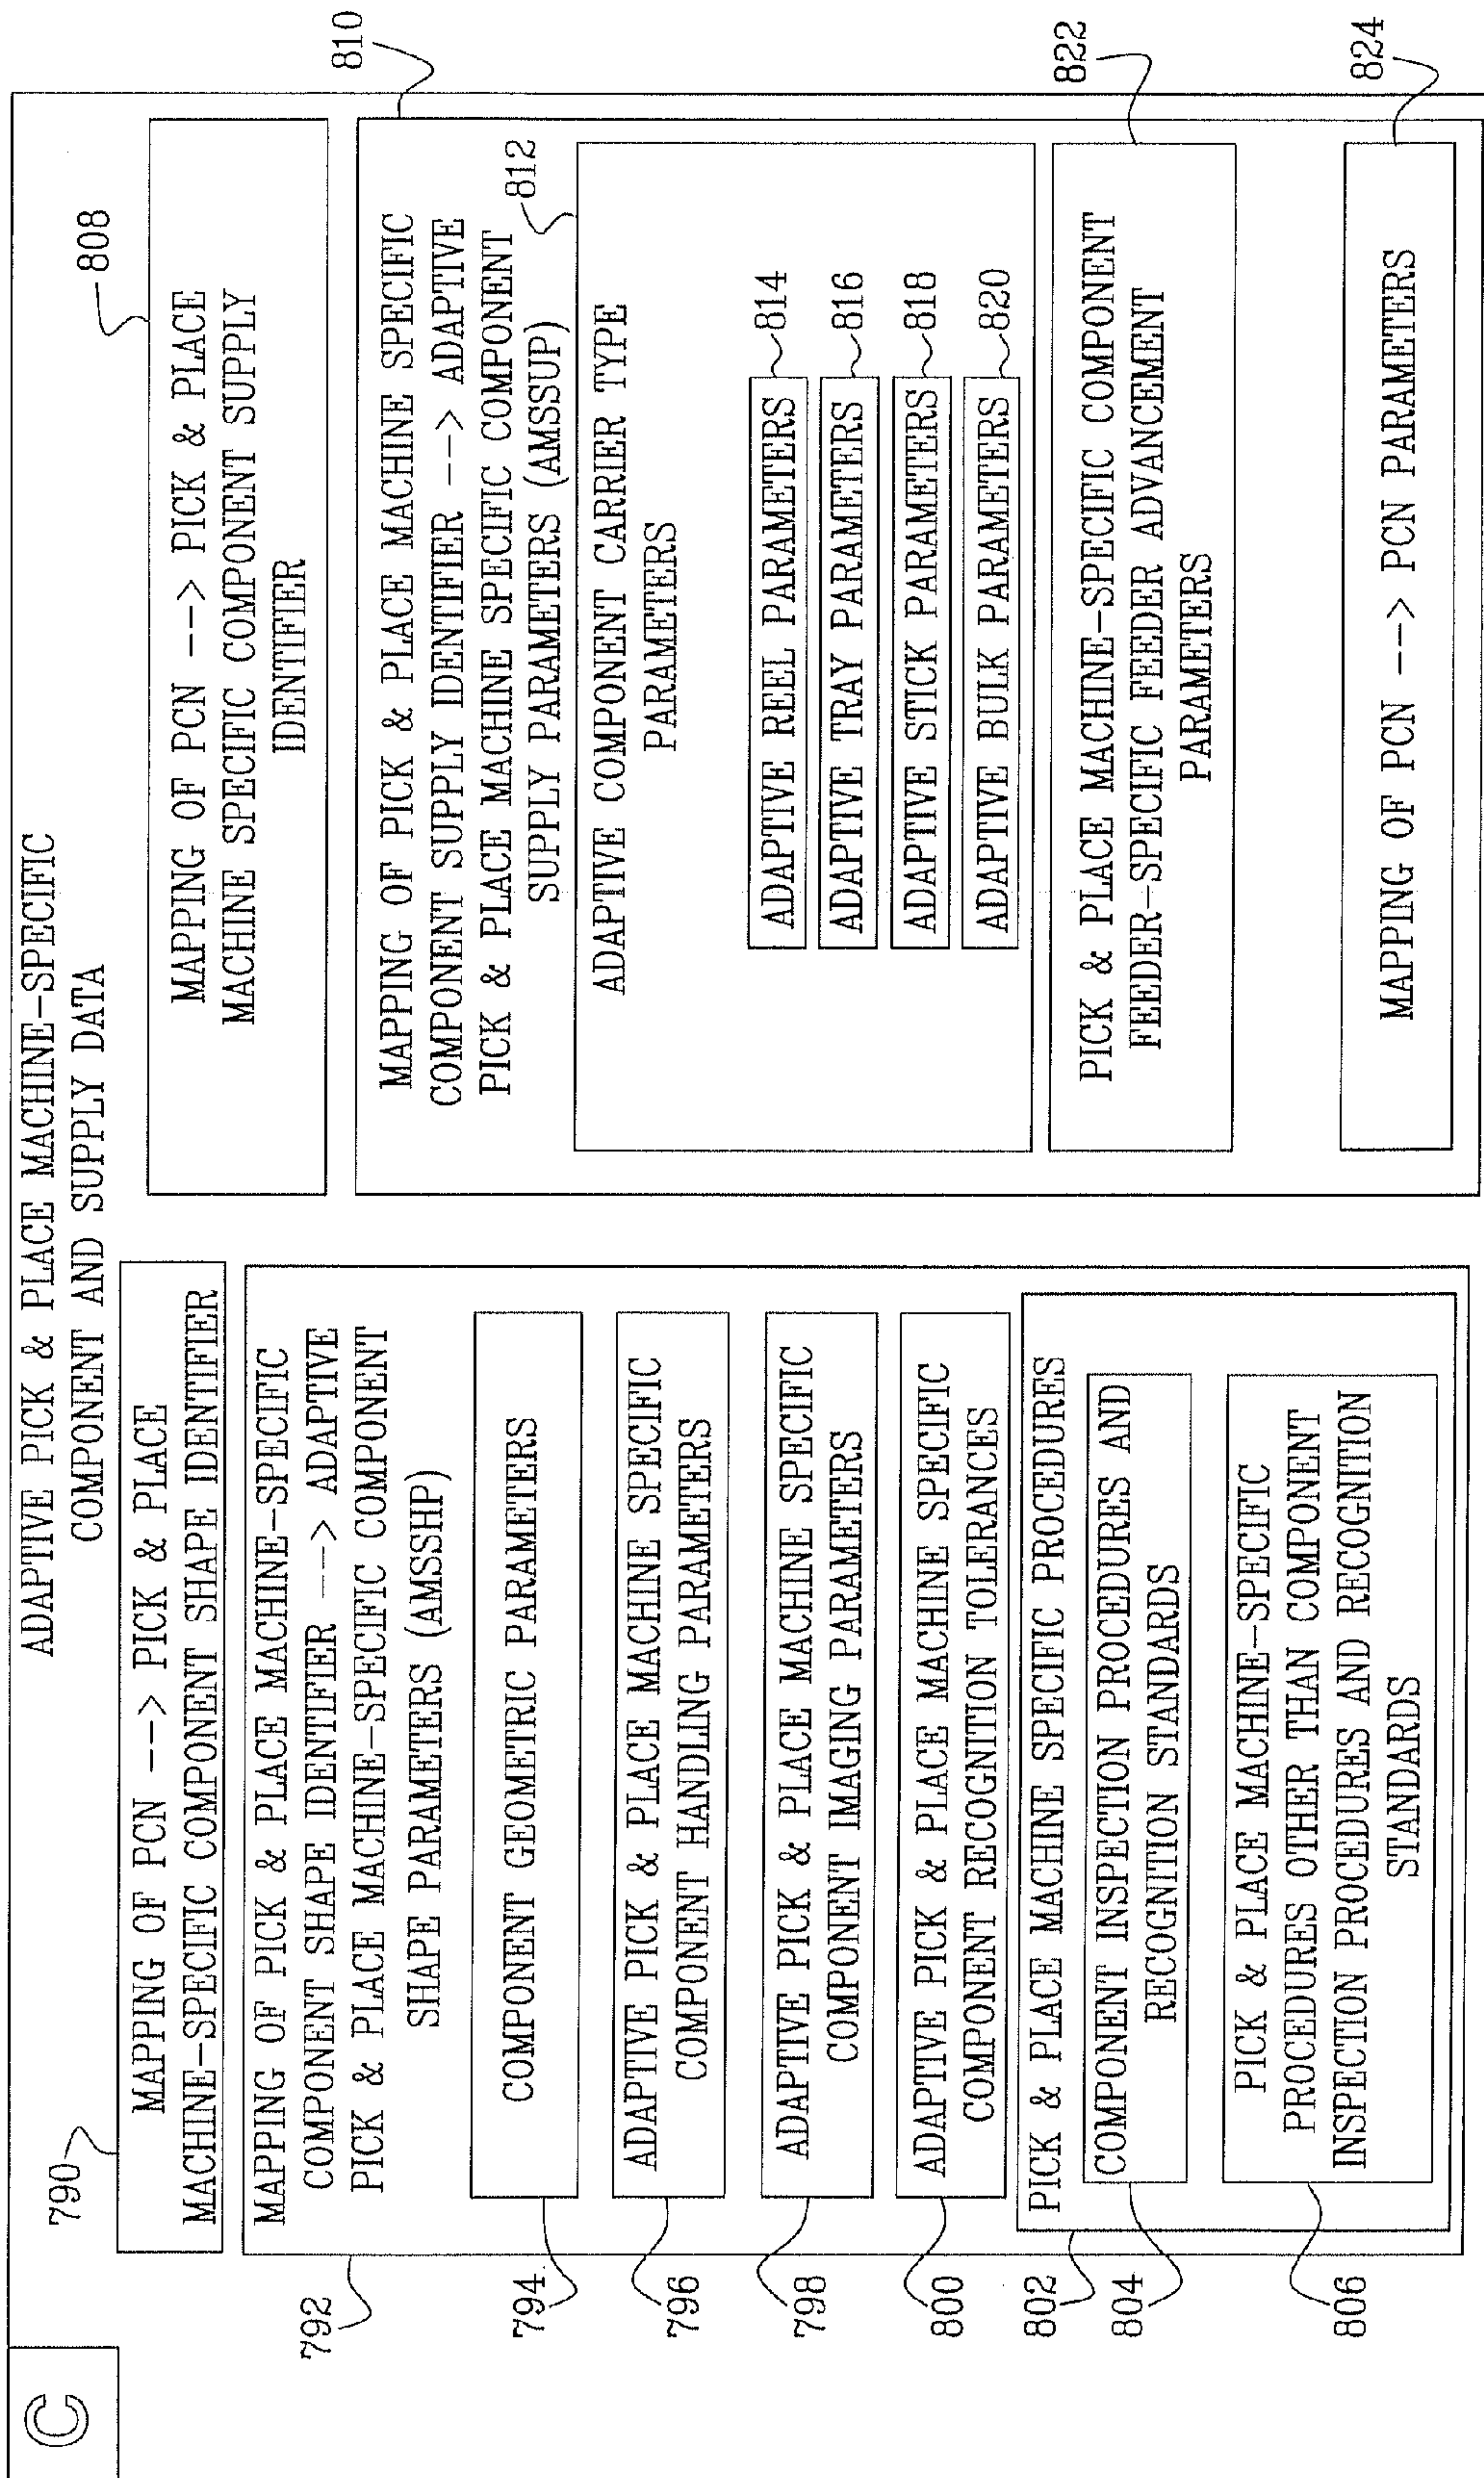 C
ADAPTIVE PICK & PLACE MACHINE-SPECIFIC
COMPONENT AND SUPPLY DATA
790
MAPPING OF PCN --> PICK & PLACE
MACHINE-SPECIFIC COMPONENT SHAPE IDENTIFIER
792
MAPPING OF PICK & PLACE MACHINE-SPECIFIC
COMPONENT SHAPE IDENTIFIER --> ADAPTIVE
PICK & PLACE MACHINE-SPECIFIC COMPONENT
SHAPE PARAMETERS (AMSSHP)
794
COMPONENT GEOMETRIC PARAMETERS
796
ADAPTIVE PICK & PLACE MACHINE SPECIFIC
COMPONENT HANDLING PARAMETERS
798
ADAPTIVE PICK & PLACE MACHINE SPECIFIC
COMPONENT IMAGING PARAMETERS
800
ADAPTIVE PICK & PLACE MACHINE SPECIFIC
COMPONENT RECOGNITION TOLERANCES
802
PICK & PLACE MACHINE SPECIFIC PROCEDURES
804
COMPONENT INSPECTION PROCEDURES AND
RECOGNITION STANDARDS
806
PICK & PLACE MACHINE-SPECIFIC
PROCEDURES OTHER THAN COMPONENT
INSPECTION PROCEDURES AND RECOGNITION
STANDARDS
808
MAPPING OF PCN --> PICK & PLACE
MACHINE SPECIFIC COMPONENT SUPPLY
IDENTIFIER
810
MAPPING OF PICK & PLACE MACHINE SPECIFIC
COMPONENT SUPPLY IDENTIFIER --> ADAPTIVE
PICK & PLACE MACHINE SPECIFIC COMPONENT
SUPPLY PARAMETERS (AMSSUP)
812
ADAPTIVE COMPONENT CARRIER TYPE
PARAMETERS
ADAPTIVE REEL PARAMETERS 814
ADAPTIVE TRAY PARAMETERS 816
ADAPTIVE STICK PARAMETERS 818
ADAPTIVE BULK PARAMETERS 820
822
PICK & PLACE MACHINE-SPECIFIC COMPONENT
FEEDER-SPECIFIC FEEDER ADVANCEMENT
PARAMETERS
824
MAPPING OF PCN --> PCN PARAMETERS